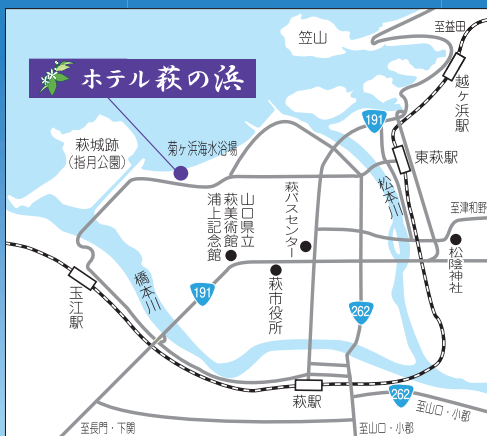 笠山
至益田
越ヶ浜駅
ホテル萩の浜
191
萩城跡
(指月公園)
菊ヶ浜海水浴場
東萩駅
松本川
至津和野
山口県立
萩美術館
浦上記念館
萩バスセンター
松陰神社
橋本川
玉江駅
191
萩市役所
262
萩駅
262
至山口・小郡
至長門・下関
至山口・小郡